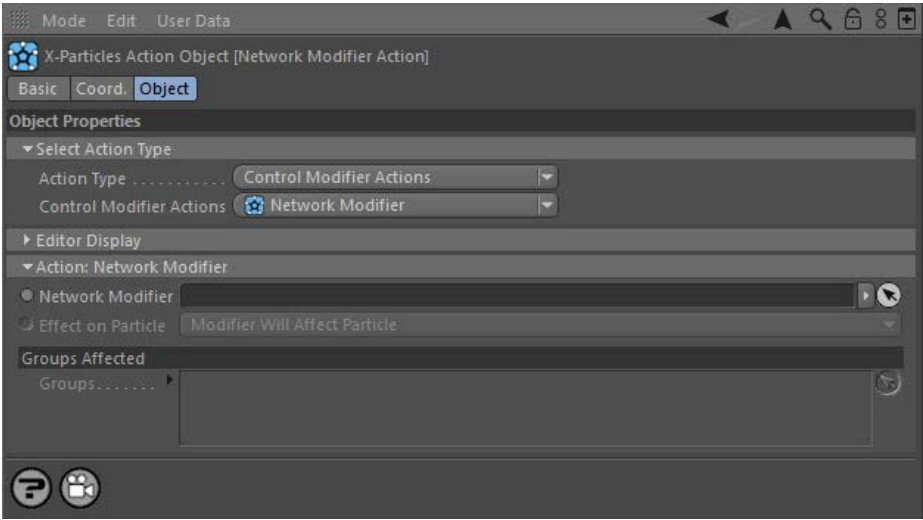 Mode Edit User Data
X-Particles Action Object [Network Modifier Action]
Basic Coord. Object
Object Properties
Select Action Type
Action Type . . . . . . . . . . . Control Modifier Actions
Control Modifier Actions Network Modifier
Editor Display
Action: Network Modifier
Network Modifier
Effect on Particle Modifier Will Affect Particle
Groups Affected
Groups. . . . . . .